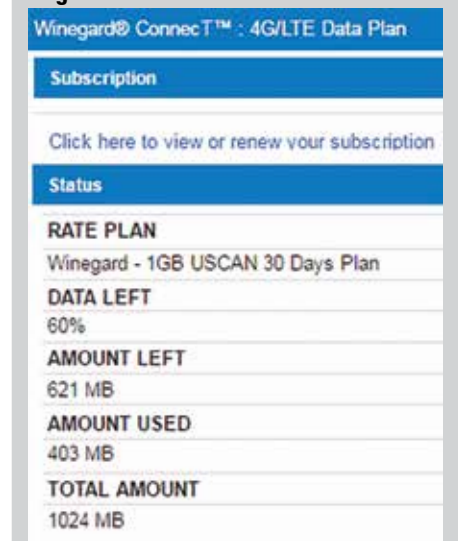 Winegard® ConnecT™ : 4G/LTE Data Plan
Subscription
Click here to view or renew your subscription
Status
RATE PLAN
Winegard - 1GB USCAN 30 Days Plan
DATA LEFT
60%
AMOUNT LEFT
621 MB
AMOUNT USED
403 MB
TOTAL AMOUNT
1024 MB